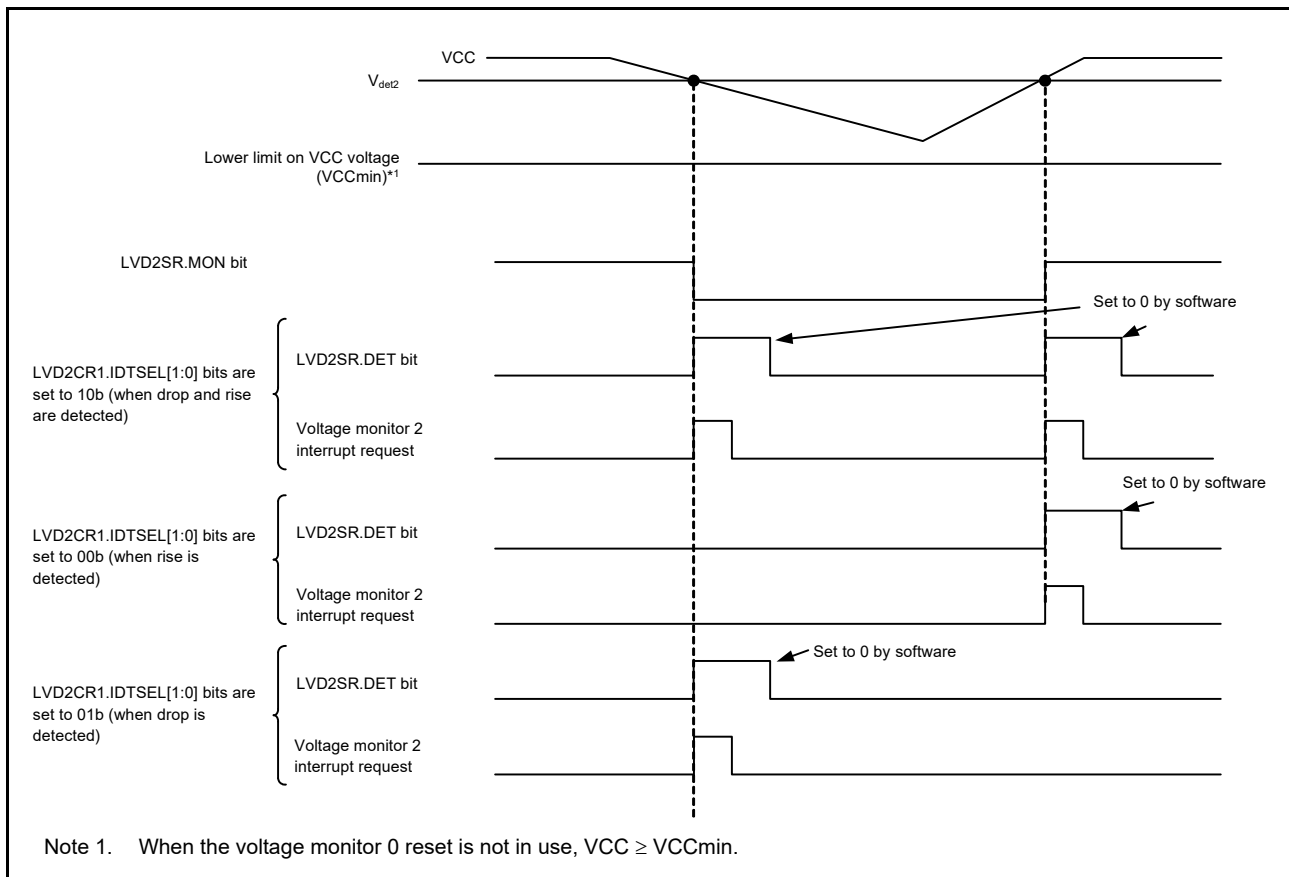 VCC
Vdet2
Lower limit on VCC voltage
(VCCmin)*1
LVD2SR.MON bit
Set to 0 by software
LVD2CR1.IDTSEL[1:0] bits are
set to 10b (when drop and rise
are detected)
LVD2SR.DET bit
Voltage monitor 2
interrupt request
Set to 0 by software
LVD2CR1.IDTSEL[1:0] bits are
set to 00b (when rise is
detected)
LVD2SR.DET bit
Voltage monitor 2
interrupt request
Set to 0 by software
LVD2CR1.IDTSEL[1:0] bits are
set to 01b (when drop is
detected)
LVD2SR.DET bit
Voltage monitor 2
interrupt request
Note 1. When the voltage monitor 0 reset is not in use, VCC ≥ VCCmin.